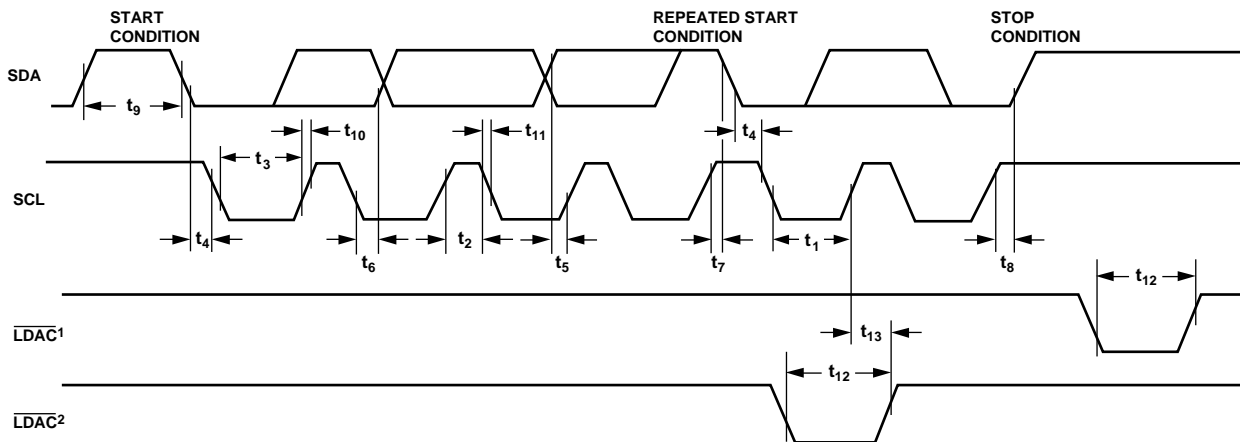 START
CONDITION
REPEATED START
CONDITION
STOP
CONDITION
SDA
t9
t10
t11
t4
t3
SCL
t4
t6
t2
t5
t7
t1
t8
t12
LDAC1
t13
t12
LDAC2